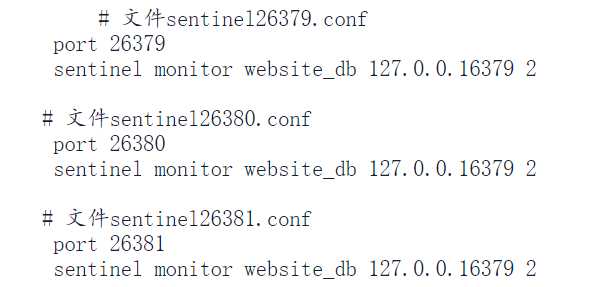 # 文件sentinel26379.conf
port 26379
sentinel monitor website_db 127.0.0.16379 2
# 文件sentinel26380.conf
port 26380
sentinel monitor website_db 127.0.0.16379 2
# 文件sentinel26381.conf
port 26381
sentinel monitor website_db 127.0.0.16379 2